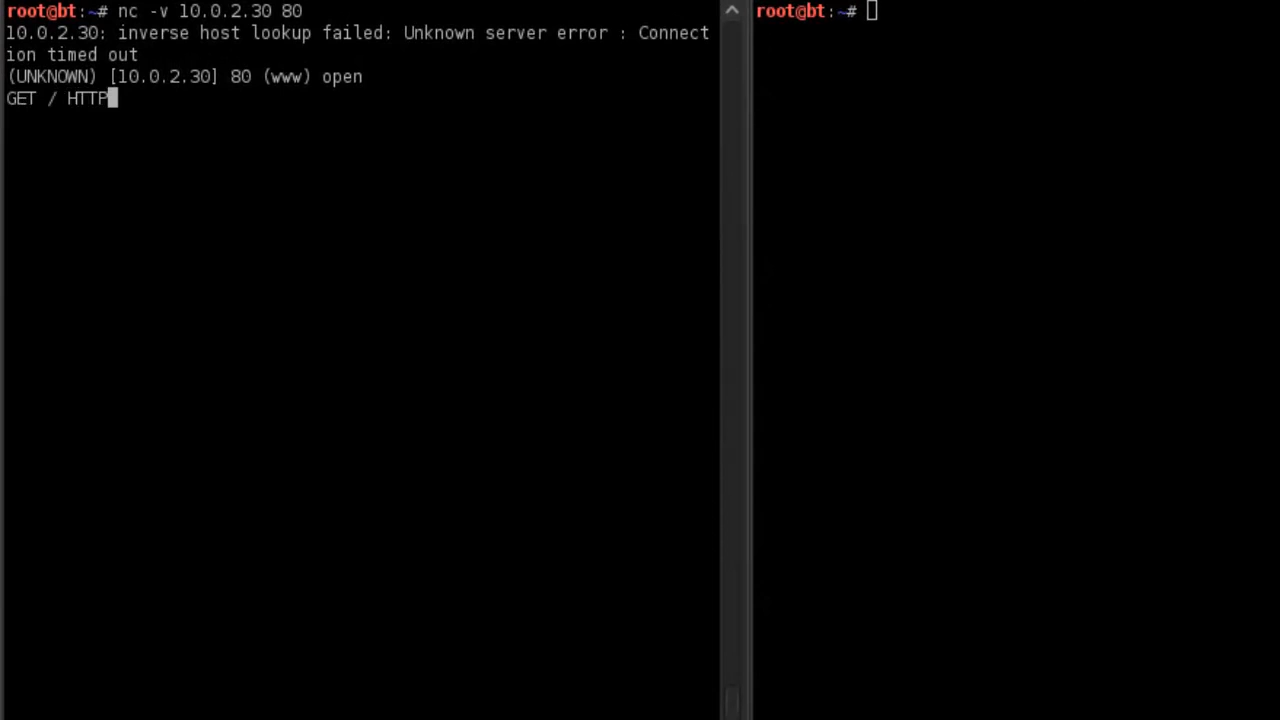 root@bt:~# nc -v 10.0.2.30 80
10.0.2.30: inverse host lookup failed: Unknown server error : Connect
ion timed out
(UNKNOWN) [10.0.2.30] 80 (www) open
GET / HTTP
root@bt:~#